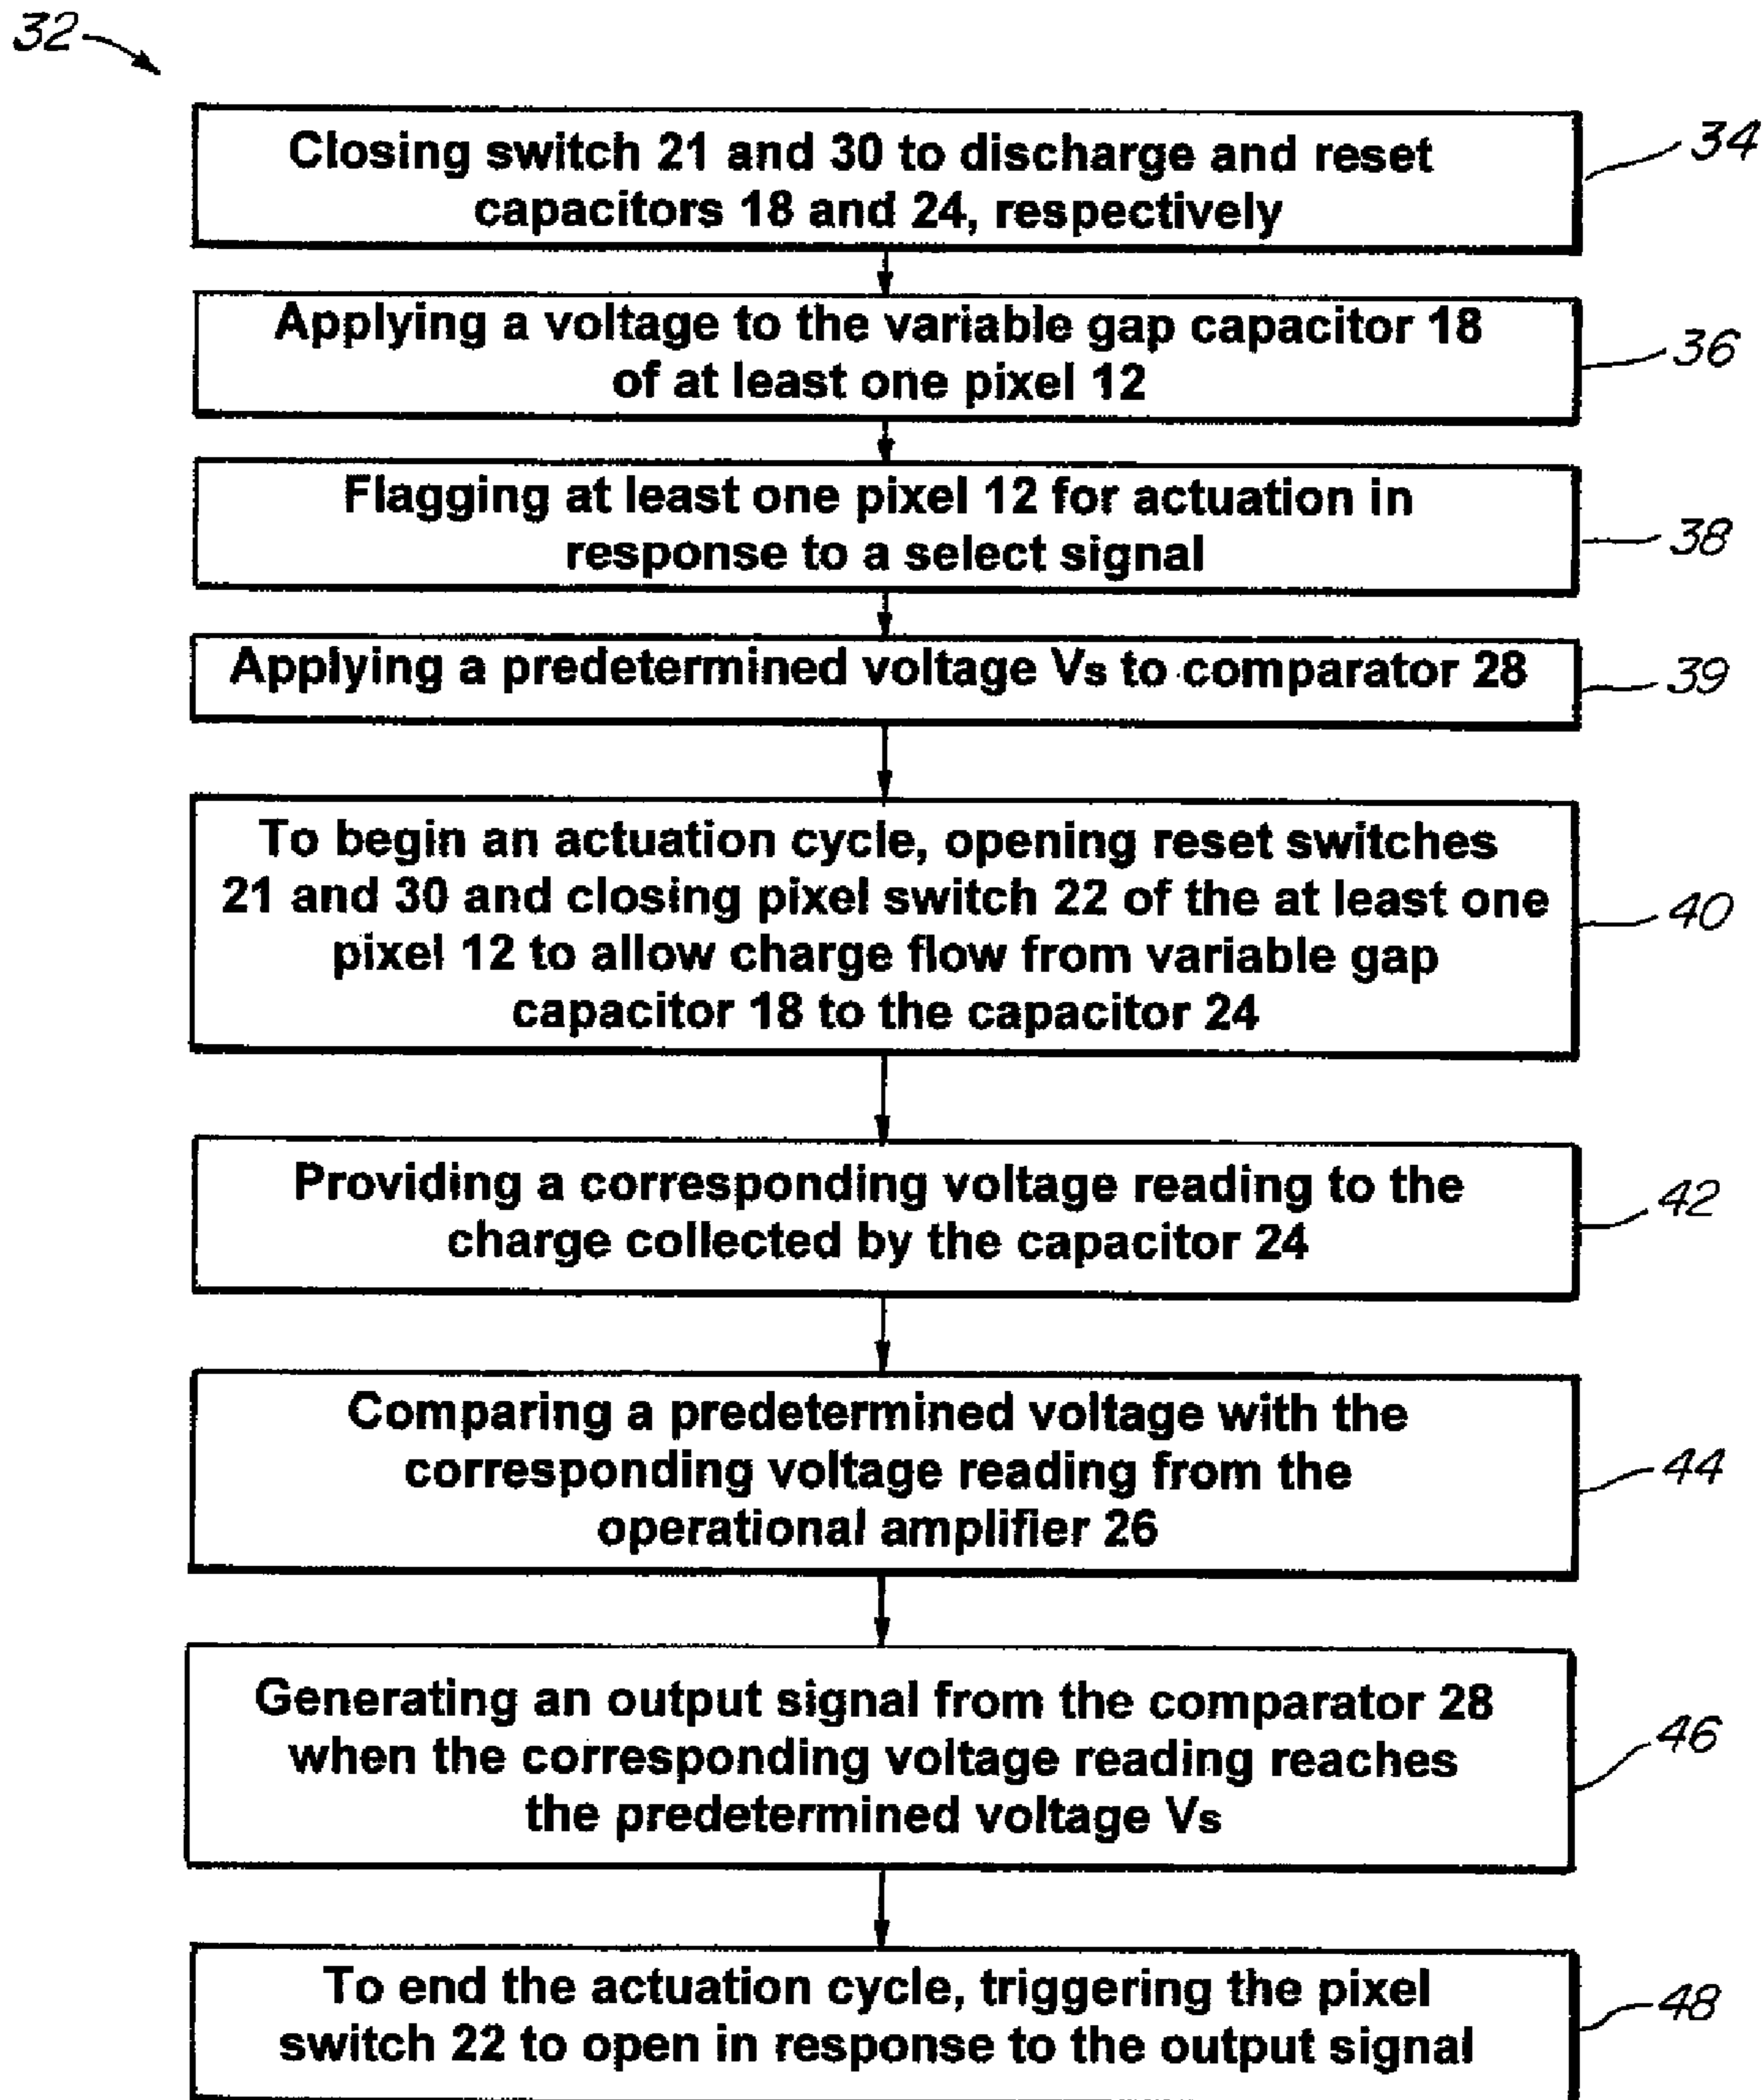 32
Closing switch 21 and 30 to discharge and reset
capacitors 18 and 24, respectively
34
Applying a voltage to the variable gap capacitor 18
of at least one pixel 12
36
Flagging at least one pixel 12 for actuation in
response to a select signal
38
Applying a predetermined voltage Vs to comparator 28
39
To begin an actuation cycle, opening reset switches
21 and 30 and closing pixel switch 22 of the at least one
pixel 12 to allow charge flow from variable gap
capacitor 18 to the capacitor 24
40
Providing a corresponding voltage reading to the
charge collected by the capacitor 24
42
Comparing a predetermined voltage with the
corresponding voltage reading from the
operational amplifier 26
44
Generating an output signal from the comparator 28
when the corresponding voltage reading reaches
the predetermined voltage Vs
46
To end the actuation cycle, triggering the pixel
switch 22 to open in response to the output signal
48